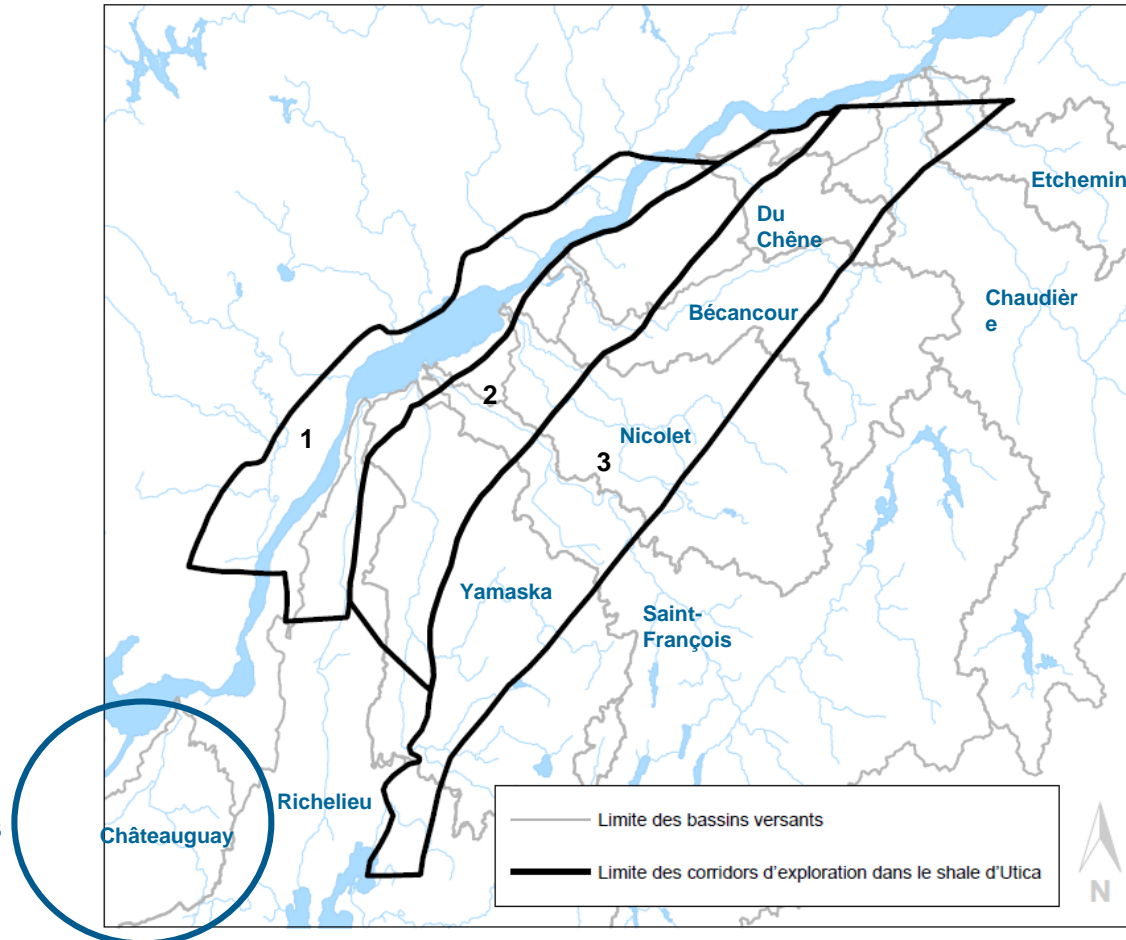 Etchemin
Du
Chêne
Chaudièr
e
Bécancour
2
1
Nicolet
3
Yamaska
Saint-
François
Richelieu
Châteauguay
Limite des bassins versants
Limite des corridors d'exploration dans le shale d'Utica
N